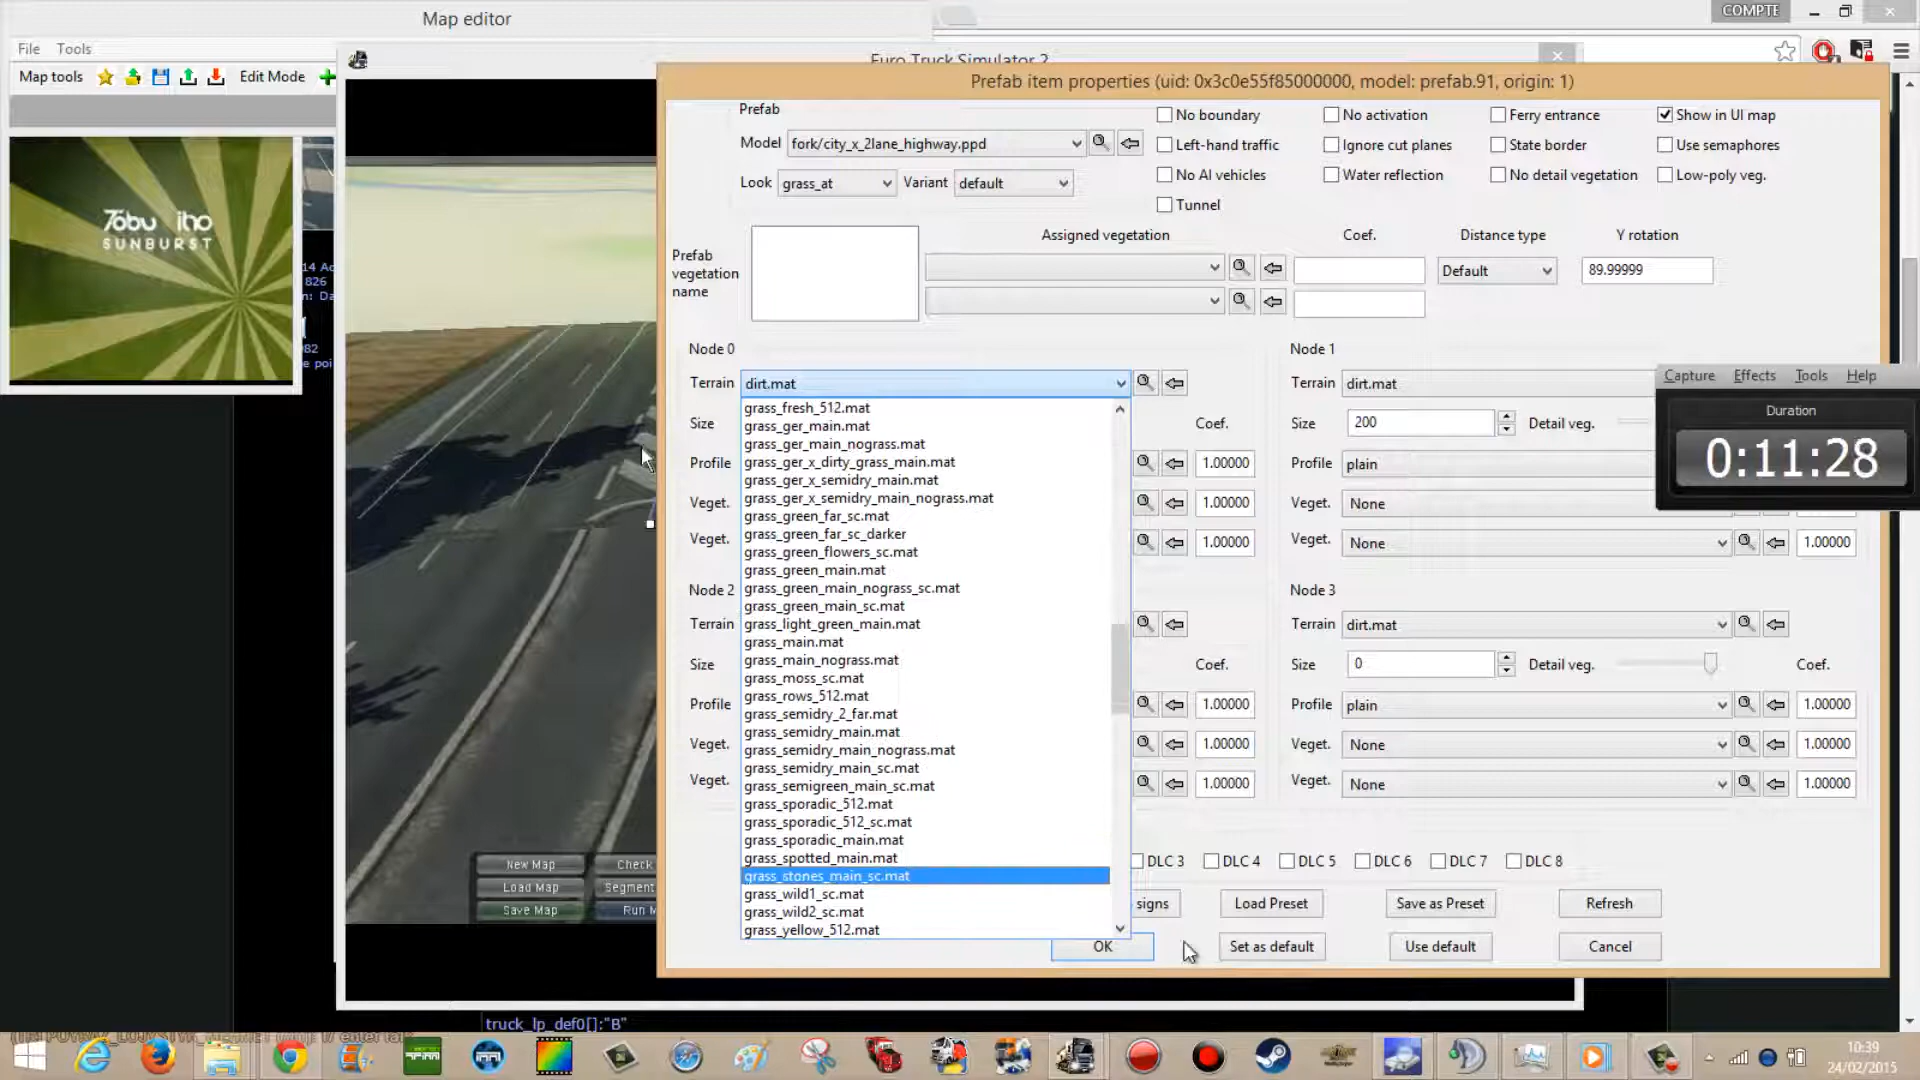 Map editor
COMPTE
File Tools
Map tools
Edit Mode
Euro Truck Simulator 2
Prefab item properties (uid: 0x3c0e55f85000000, model: prefab.91, origin: 1)
Prefab
No boundary
No activation
Ferry entrance
Show in UI map
Model fork/city_x_2lane_highway.ppd
Left-hand traffic
Ignore cut planes
State border
Use semaphores
Look grass_at Variant default
No AI vehicles
Water reflection
No detail vegetation
Low-poly veg.
Tunnel
Tobu
SUNBURST
Assigned vegetation Coef. Distance type Y rotation
Prefab
vegetation
name
Default 89.99999
14
826
82
Node 0 Node 1
Terrain dirt.mat
Terrain dirt.mat
Capture Effects Tools Help
Duration
0:11:28
Size Coef.
Size 200 Detail veg.
Profile 1.00000
Profile plain
Veget. 1.00000
None
Veget. 1.00000
Veget. None 1.00000
grass_fresh_512.mat
grass_ger_main.mat
grass_ger_main_nograss.mat
grass_ger_x_dirty_grass_main.mat
grass_ger_x_semidry_main.mat
grass_ger_x_semidry_main_nograss.mat
grass_green_far_sc.mat
grass_green_far_sc_darker
grass_green_flowers_sc.mat
grass_green_main.mat
grass_green_main_nograss_sc.mat
grass_green_main_sc.mat
grass_light_green_main.mat
grass_main.mat
grass_main_nograss.mat
grass_moss_sc.mat
grass_rows_512.mat
grass_semidry_2_far.mat
grass_semidry_main.mat
grass_semidry_main_nograss.mat
grass_semidry_main_sc.mat
grass_semigreen_main_sc.mat
grass_sporadic_512.mat
grass_sporadic_512_sc.mat
grass_sporadic_main.mat
grass_spotted_main.mat
grass_stones_main_sc.mat
grass_wild1_sc.mat
grass_wild2_sc.mat
grass_yellow_512.mat
Node 2 Node 3
Terrain
Terrain dirt.mat
Size Coef.
Size 0 Detail veg. Coef.
Profile 1.00000
Profile plain 1.00000
Veget. 1.00000
Veget. None 1.00000
Veget. 1.00000
Veget. None 1.00000
DLC 3 DLC 4 DLC 5 DLC 6 DLC 7 DLC 8
New Map Check
Load Map Segment
Save Map Run M
signs Load Preset Save as Preset Refresh
OK Set as default Use default Cancel
truck_lp_def0[];"B"
10:39
24/02/2015